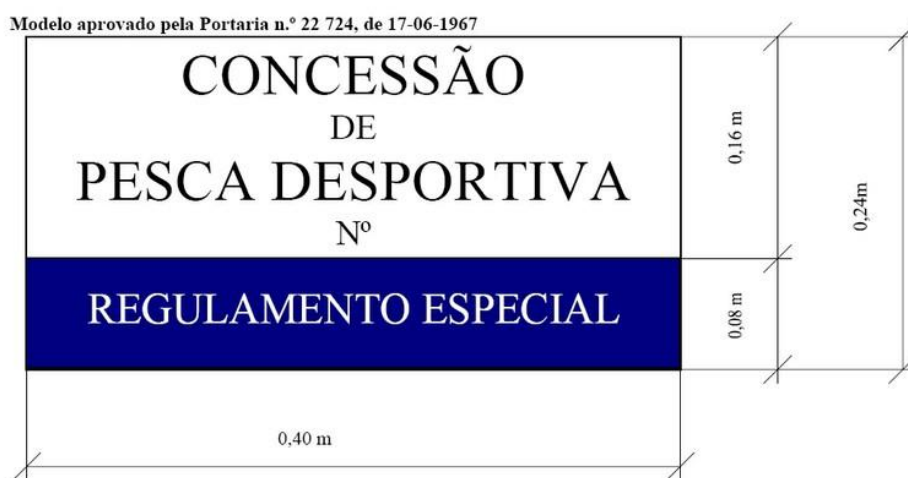 Modelo aprovado pela Portaria n.º 22 724, de 17-06-1967
CONCESSÃO
DE
PESCA DESPORTIVA
Nº
REGULAMENTO ESPECIAL
0,16 m
0,24m
0,08 m
0,40 m